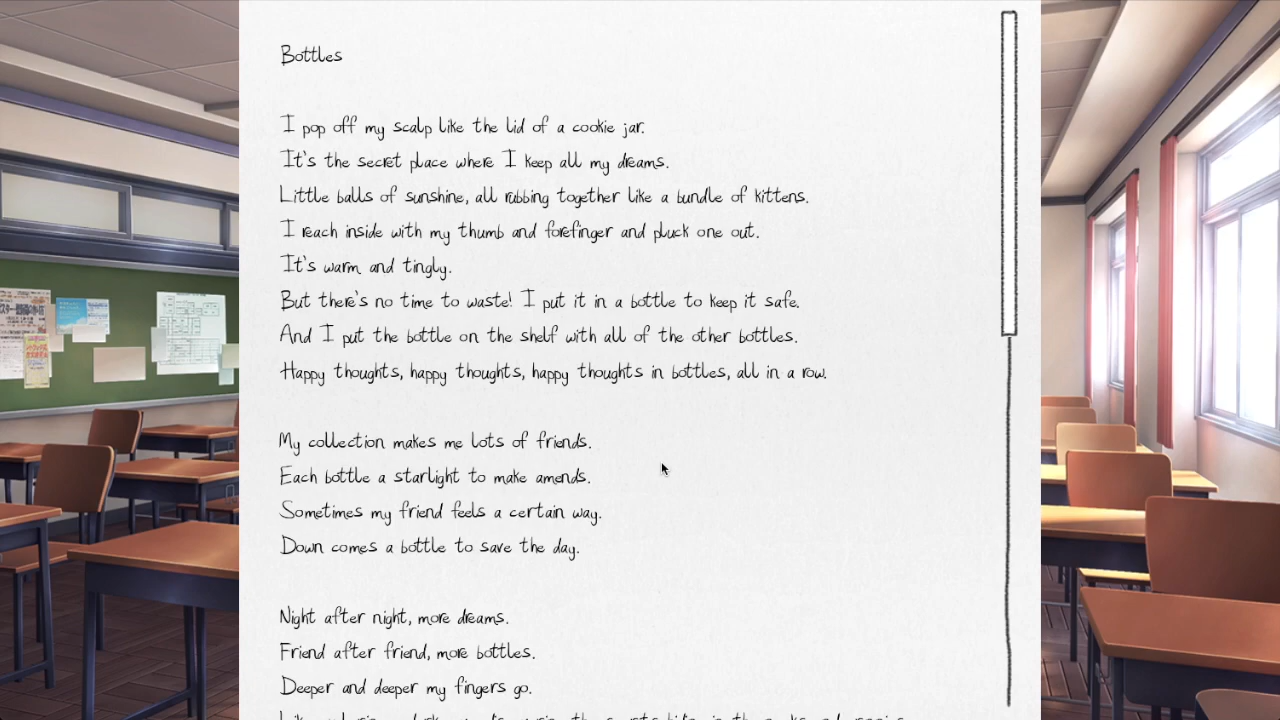 Bottles
I pop off my scalp like the lid of a cookie jar.
It's the secret place where I keep all my dreams.
Little balls of sunshine, all rubbing together like a bundle of kittens.
I reach inside with my thumb and forefinger and pluck one out.
It's warm and tingly.
But there's no time to waste! I put it in a bottle to keep it safe.
And I put the bottle on the shelf with all of the other bottles.
Happy thoughts, happy thoughts, happy thoughts in bottles, all in a row.
My collection makes me lots of friends.
Each bottle a starlight to make amends.
Sometimes my friend feels a certain way.
Down comes a bottle to save the day.
Night after night, more dreams.
Friend after friend, more bottles.
Deeper and deeper my fingers go.